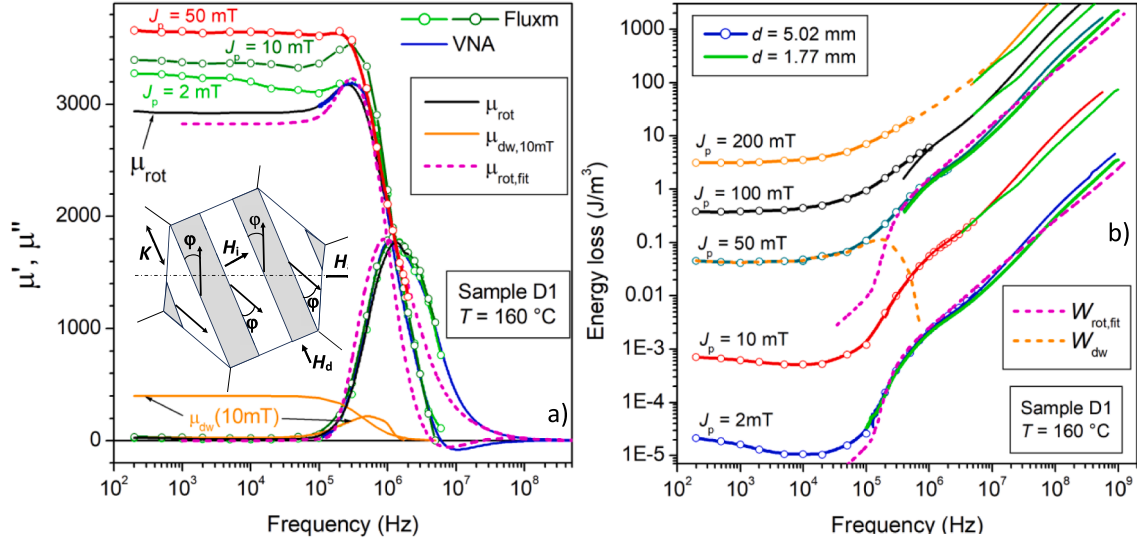 J_p = 50 mT
J_p = 10 mT
J_p = 2 mT
Fluxm
VNA
μ_rot
μ_dw,10mT
μ_rot,fit
μ_rot
K
φ
φ
φ
φ
H_i
H
H_d
Sample D1
T = 160 °C
μ_dw(10mT)
a)
3000
2400
1800
1200
600
0
μ', μ"
10^2
10^3
10^4
10^5
10^6
10^7
10^8
Frequency (Hz)
d = 5.02 mm
d = 1.77 mm
J_p = 200 mT
J_p = 100 mT
J_p = 50 mT
J_p = 10 mT
J_p = 2mT
b)
W_rot,fit
W_dw
Sample D1
T = 160 °C
1000
100
10
1
0.1
0.01
1E-3
1E-4
1E-5
Energy loss (J/m^3)
10^2
10^3
10^4
10^5
10^6
10^7
10^8
10^9
Frequency (Hz)